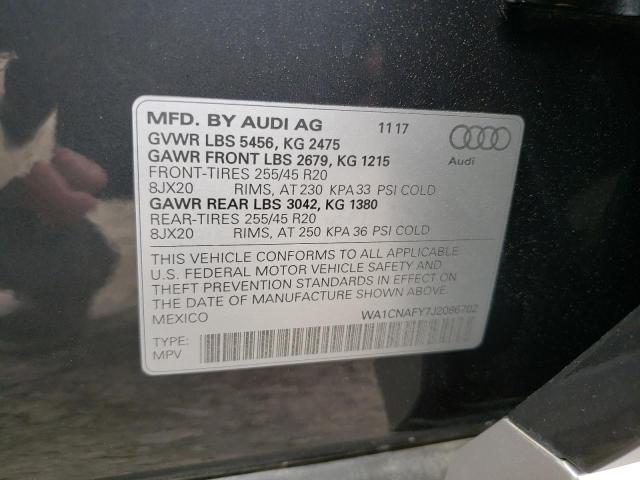 MFD. BY AUDI AG 11 17
GVWR LBS 5456, KG 2475
GAWR FRONT LBS 2679, KG 1215
FRONT-TIRES 255/45 R20
8JX20 RIMS, AT 230 KPA 33 PSI COLD
GAWR REAR LBS 3042, KG 1380
REAR-TIRES 255/45 R20
8JX20 RIMS, AT 250 KPA 36 PSI COLD
Audi
THIS VEHICLE CONFORMS TO ALL APPLICABLE
U.S. FEDERAL MOTOR VEHICLE SAFETY AND
THEFT PREVENTION STANDARDS IN EFFECT ON
THE DATE OF MANUFACTURE SHOWN ABOVE.
MEXICO WA1CNAFY7J2086702
TYPE:
MPV